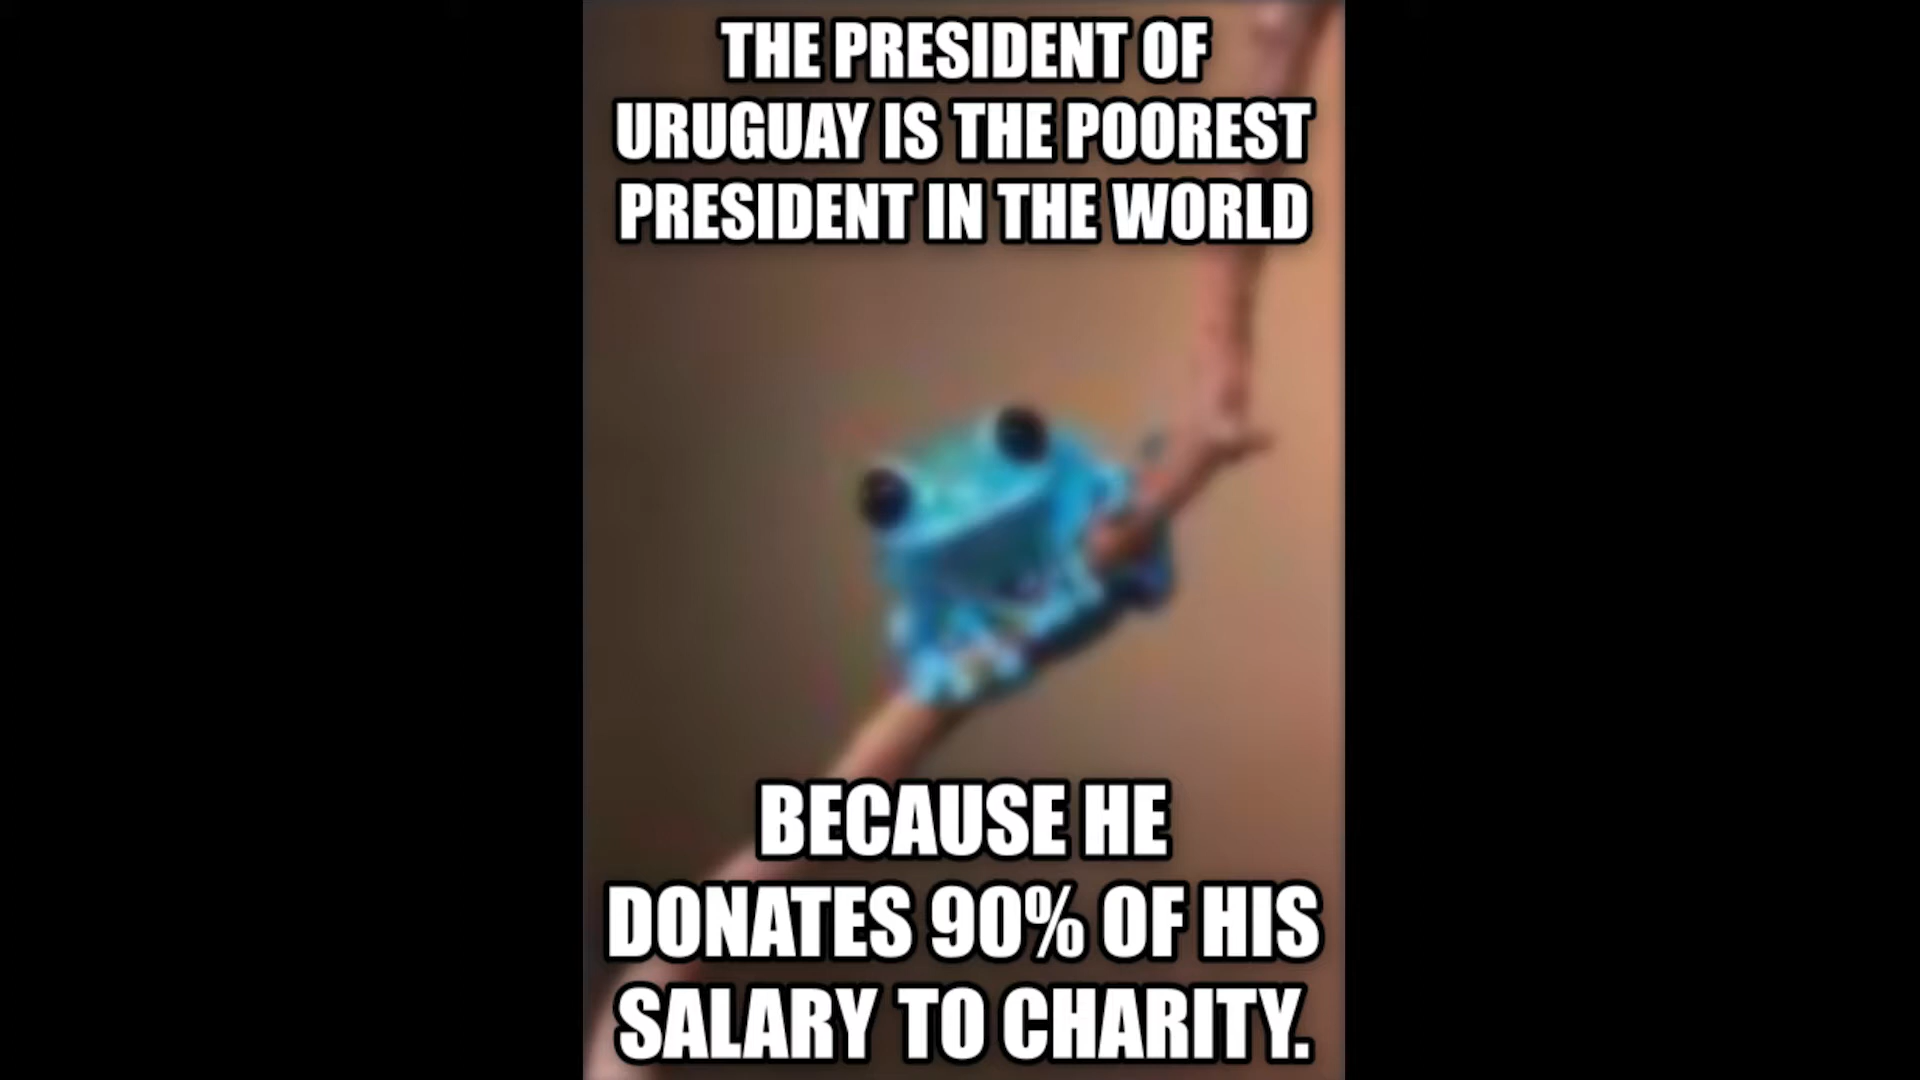 THE PRESIDENT OF
URUGUAY IS THE POOREST
PRESIDENT IN THE WORLD
BECAUSE HE
DONATES 90% OF HIS
SALARY TO CHARITY.